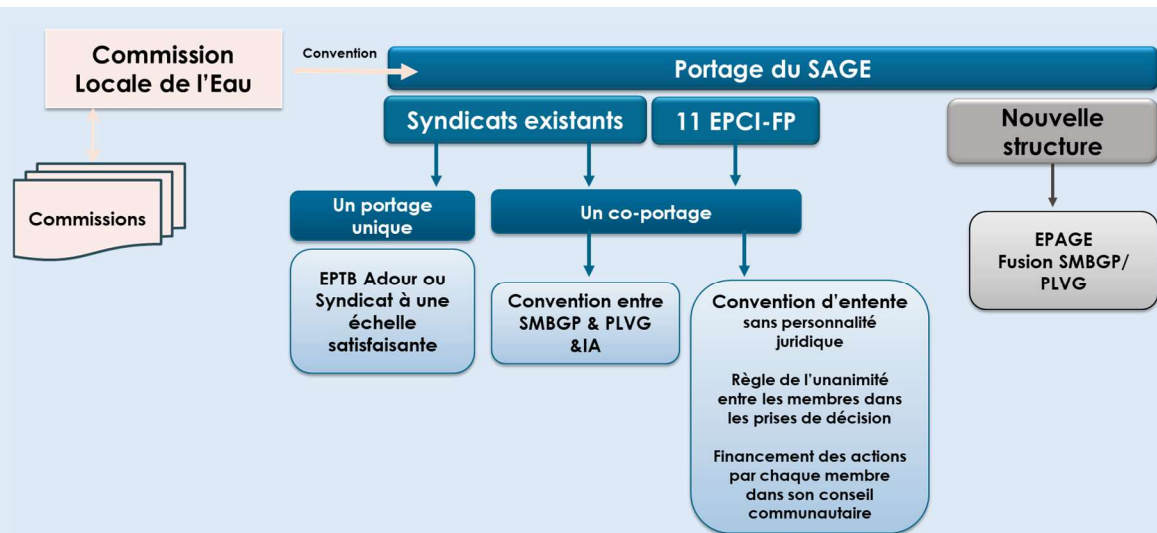 Commission
Locale de l'Eau
Convention
Portage du SAGE
Syndicats existants
11 EPCI-FP
Nouvelle
structure
Commissions
Un portage
unique
Un co-portage
EPAGE
Fusion SMBGP/
PLVG
EPTB Adour ou
Syndicat à une
échelle
satisfaisante
Convention entre
SMBGP & PLVG
&IA
Convention d'entente
sans personnalité
juridique
Règle de l'unanimité
entre les membres dans
les prises de décision
Financement des actions
par chaque membre
dans son conseil
communautaire